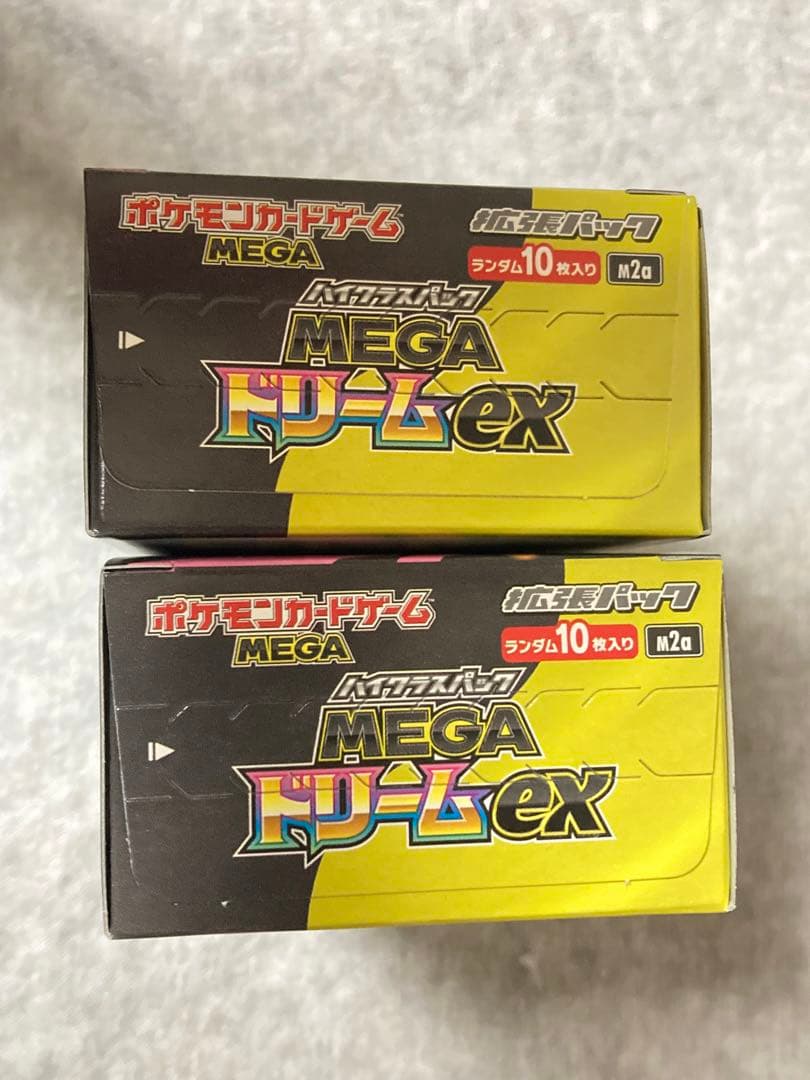 ポケモンカードゲーム
MEGA
拡張パック
ランダム10枚入り M2a
ハイクラスパック
MEGA
ドリームex
ポケモンカードゲーム
MEGA
拡張パック
ランダム10枚入り M2a
ハイクラスパック
MEGA
ドリームex